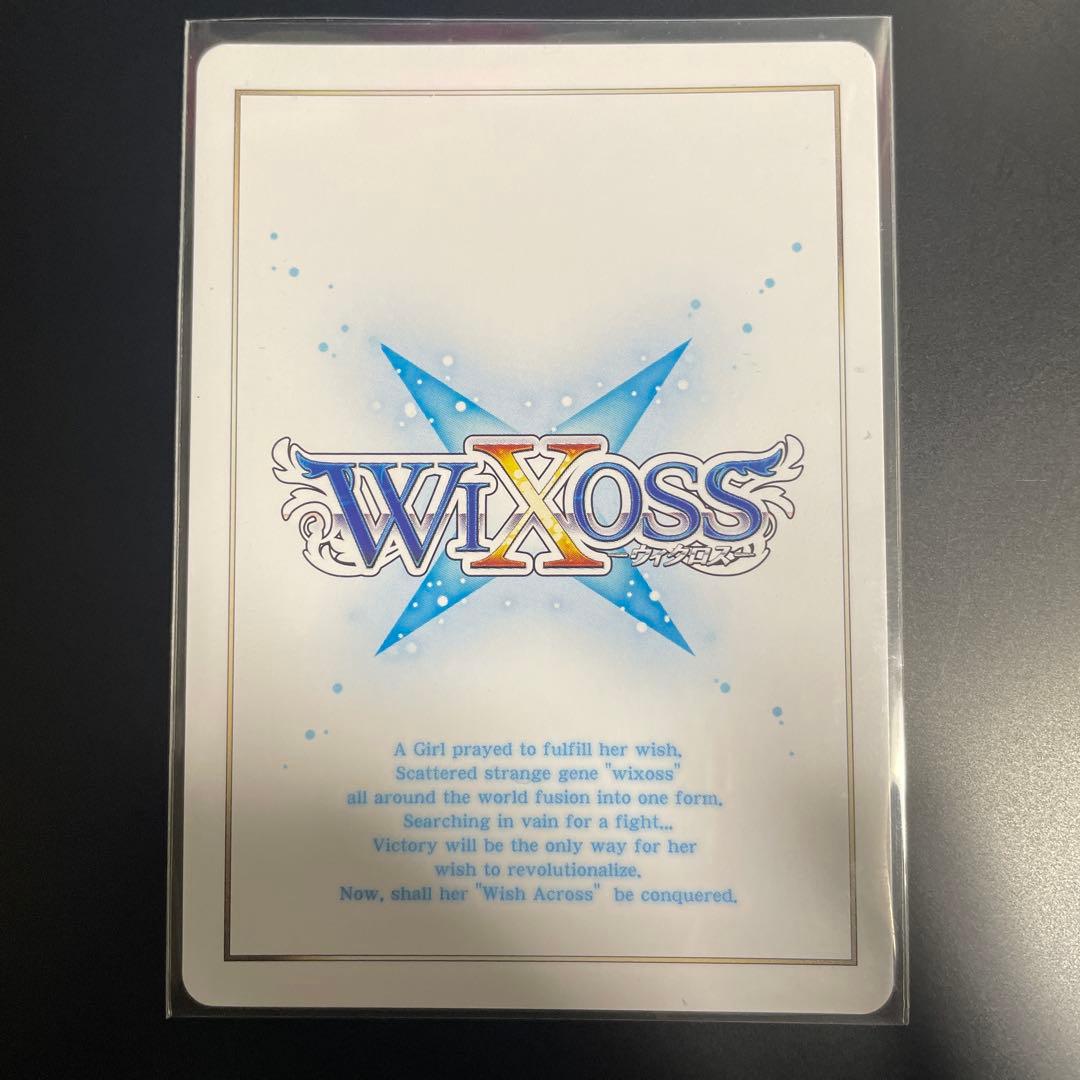 WIXOSS
ーウィクロスー
A Girl prayed to fulfill her wish.
Scattered strange gene "wixoss"
all around the world fusion into one form.
Searching in vain for a fight...
Victory will be the only way for her
wish to revolutionalize.
Now, shall her "Wish Across" be conquered.